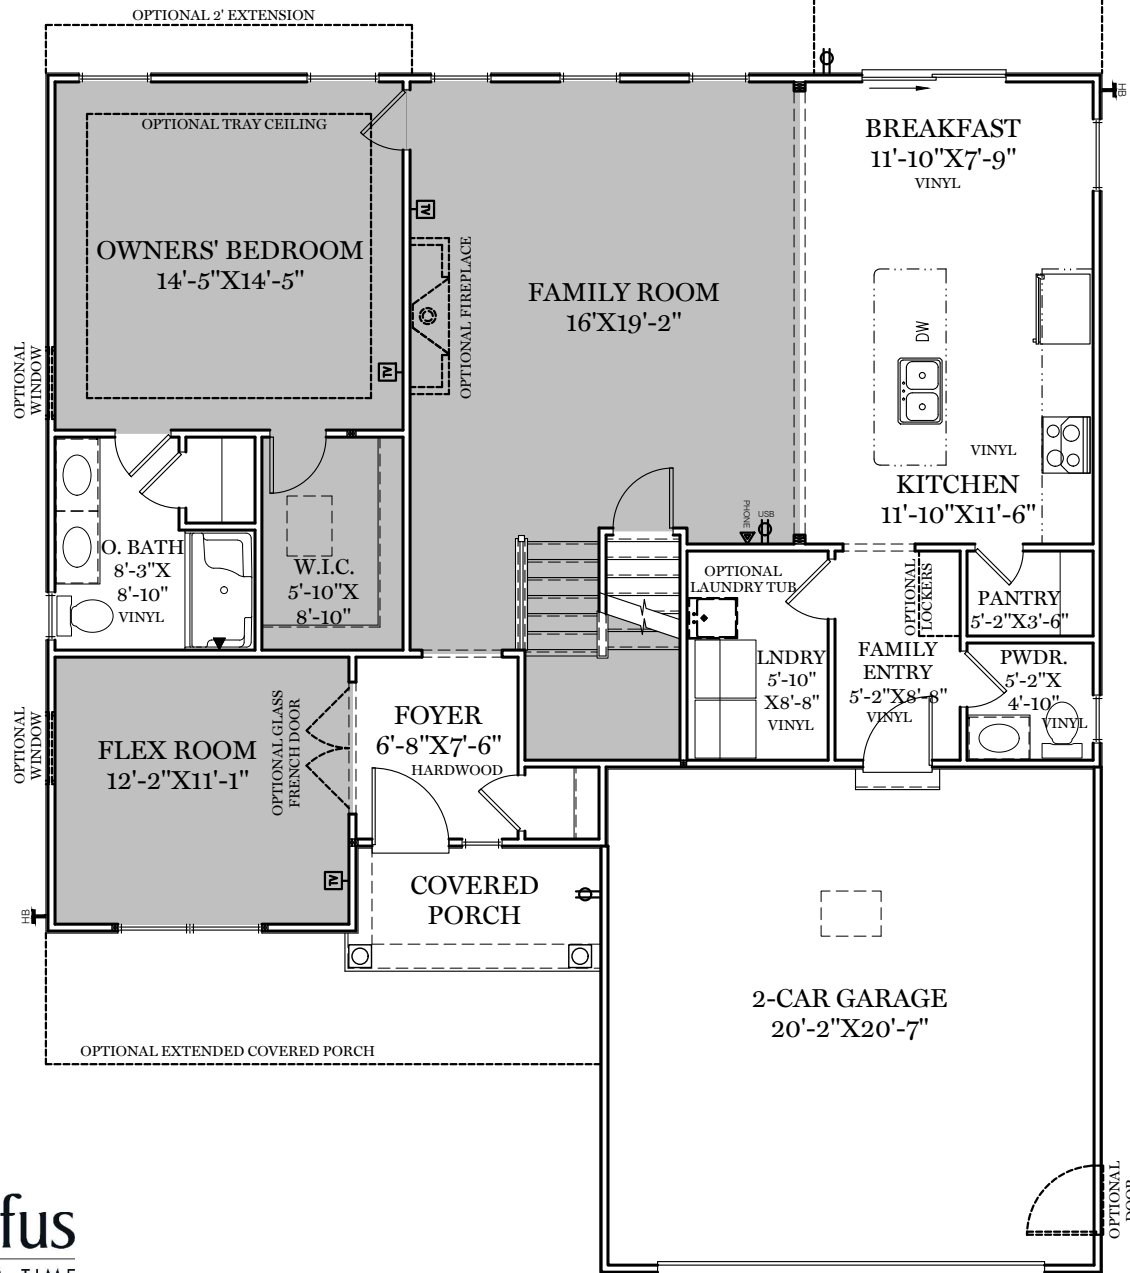 OPTIONAL 2' EXTENSION
HB
OPTIONAL TRAY CEILING
BREAKFAST
11'-10"X7'-9"
VINYL
TV
OWNERS' BEDROOM
14'-5"X14'-5"
OPTIONAL FIREPLACE
FAMILY ROOM
16'X19'-2"
DW
OPTIONAL
WINDOW
TV
VINYL
KITCHEN
11'-10"X11'-6"
PHONE
USB
O. BATH
8'-3"X
8'-10"
VINYL
W.I.C.
5'-10"X
8'-10"
OPTIONAL
LAUNDRY TUB
OPTIONAL
LOCKERS
PANTRY
5'-2"X3'-6"
LNDRY
5'-10"
X8'-8"
VINYL
FAMILY
ENTRY
5'-2"X8'-8"
VINYL
PWDR.
5'-2"X
4'-10"
VINYL
OPTIONAL
WINDOW
FLEX ROOM
12'-2"X11'-1"
OPTIONAL GLASS
FRENCH DOOR
FOYER
6'-8"X7'-6"
HARDWOOD
TV
COVERED
PORCH
HB
2-CAR GARAGE
20'-2"X20'-7"
OPTIONAL EXTENDED COVERED PORCH
OPTIONAL
DOOR
fus
TIME